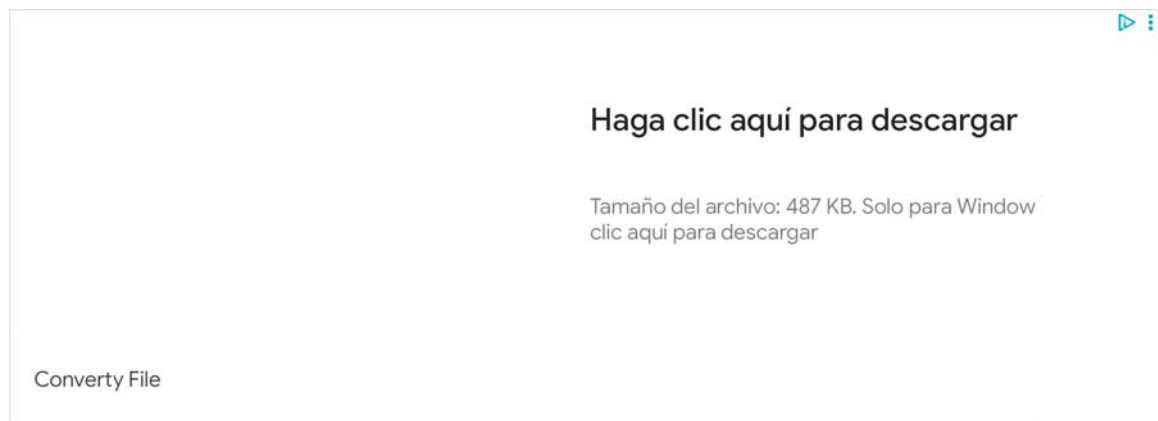 Haga clic aquí para descargar
Tamaño del archivo: 487 KB. Solo para Window
clic aquí para descargar
Converty File